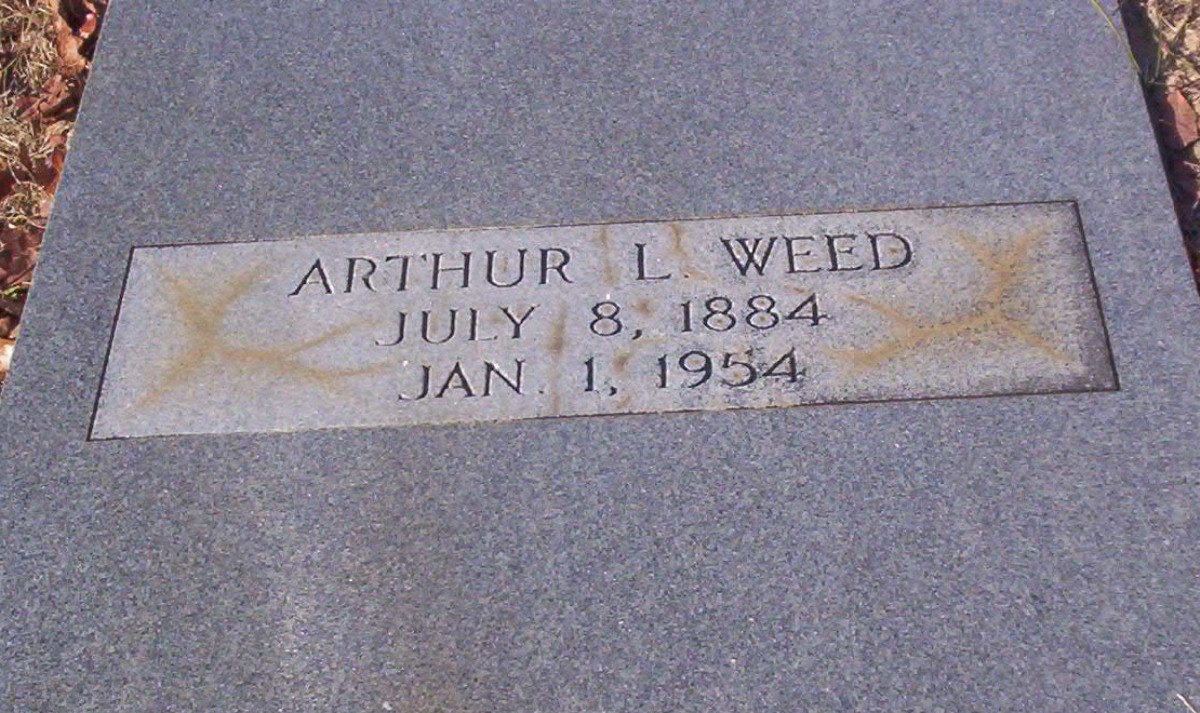 ARTHUR L. WEED
JULY 8, 1884
JAN. 1, 1954